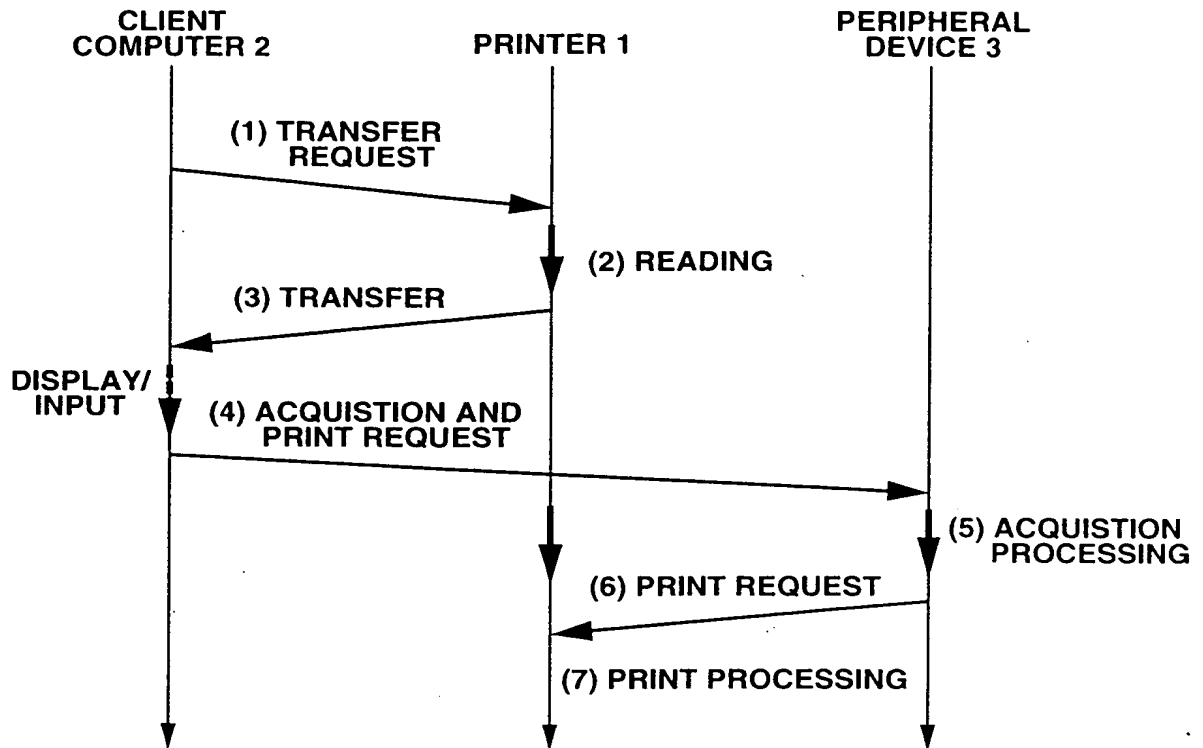 CLIENT
COMPUTER 2
PRINTER 1
PERIPHERAL
DEVICE 3
(1) TRANSFER
REQUEST
(2) READING
(3) TRANSFER
DISPLAY/
INPUT
(4) ACQUISTION AND
PRINT REQUEST
(5) ACQUISTION
PROCESSING
(6) PRINT REQUEST
(7) PRINT PROCESSING